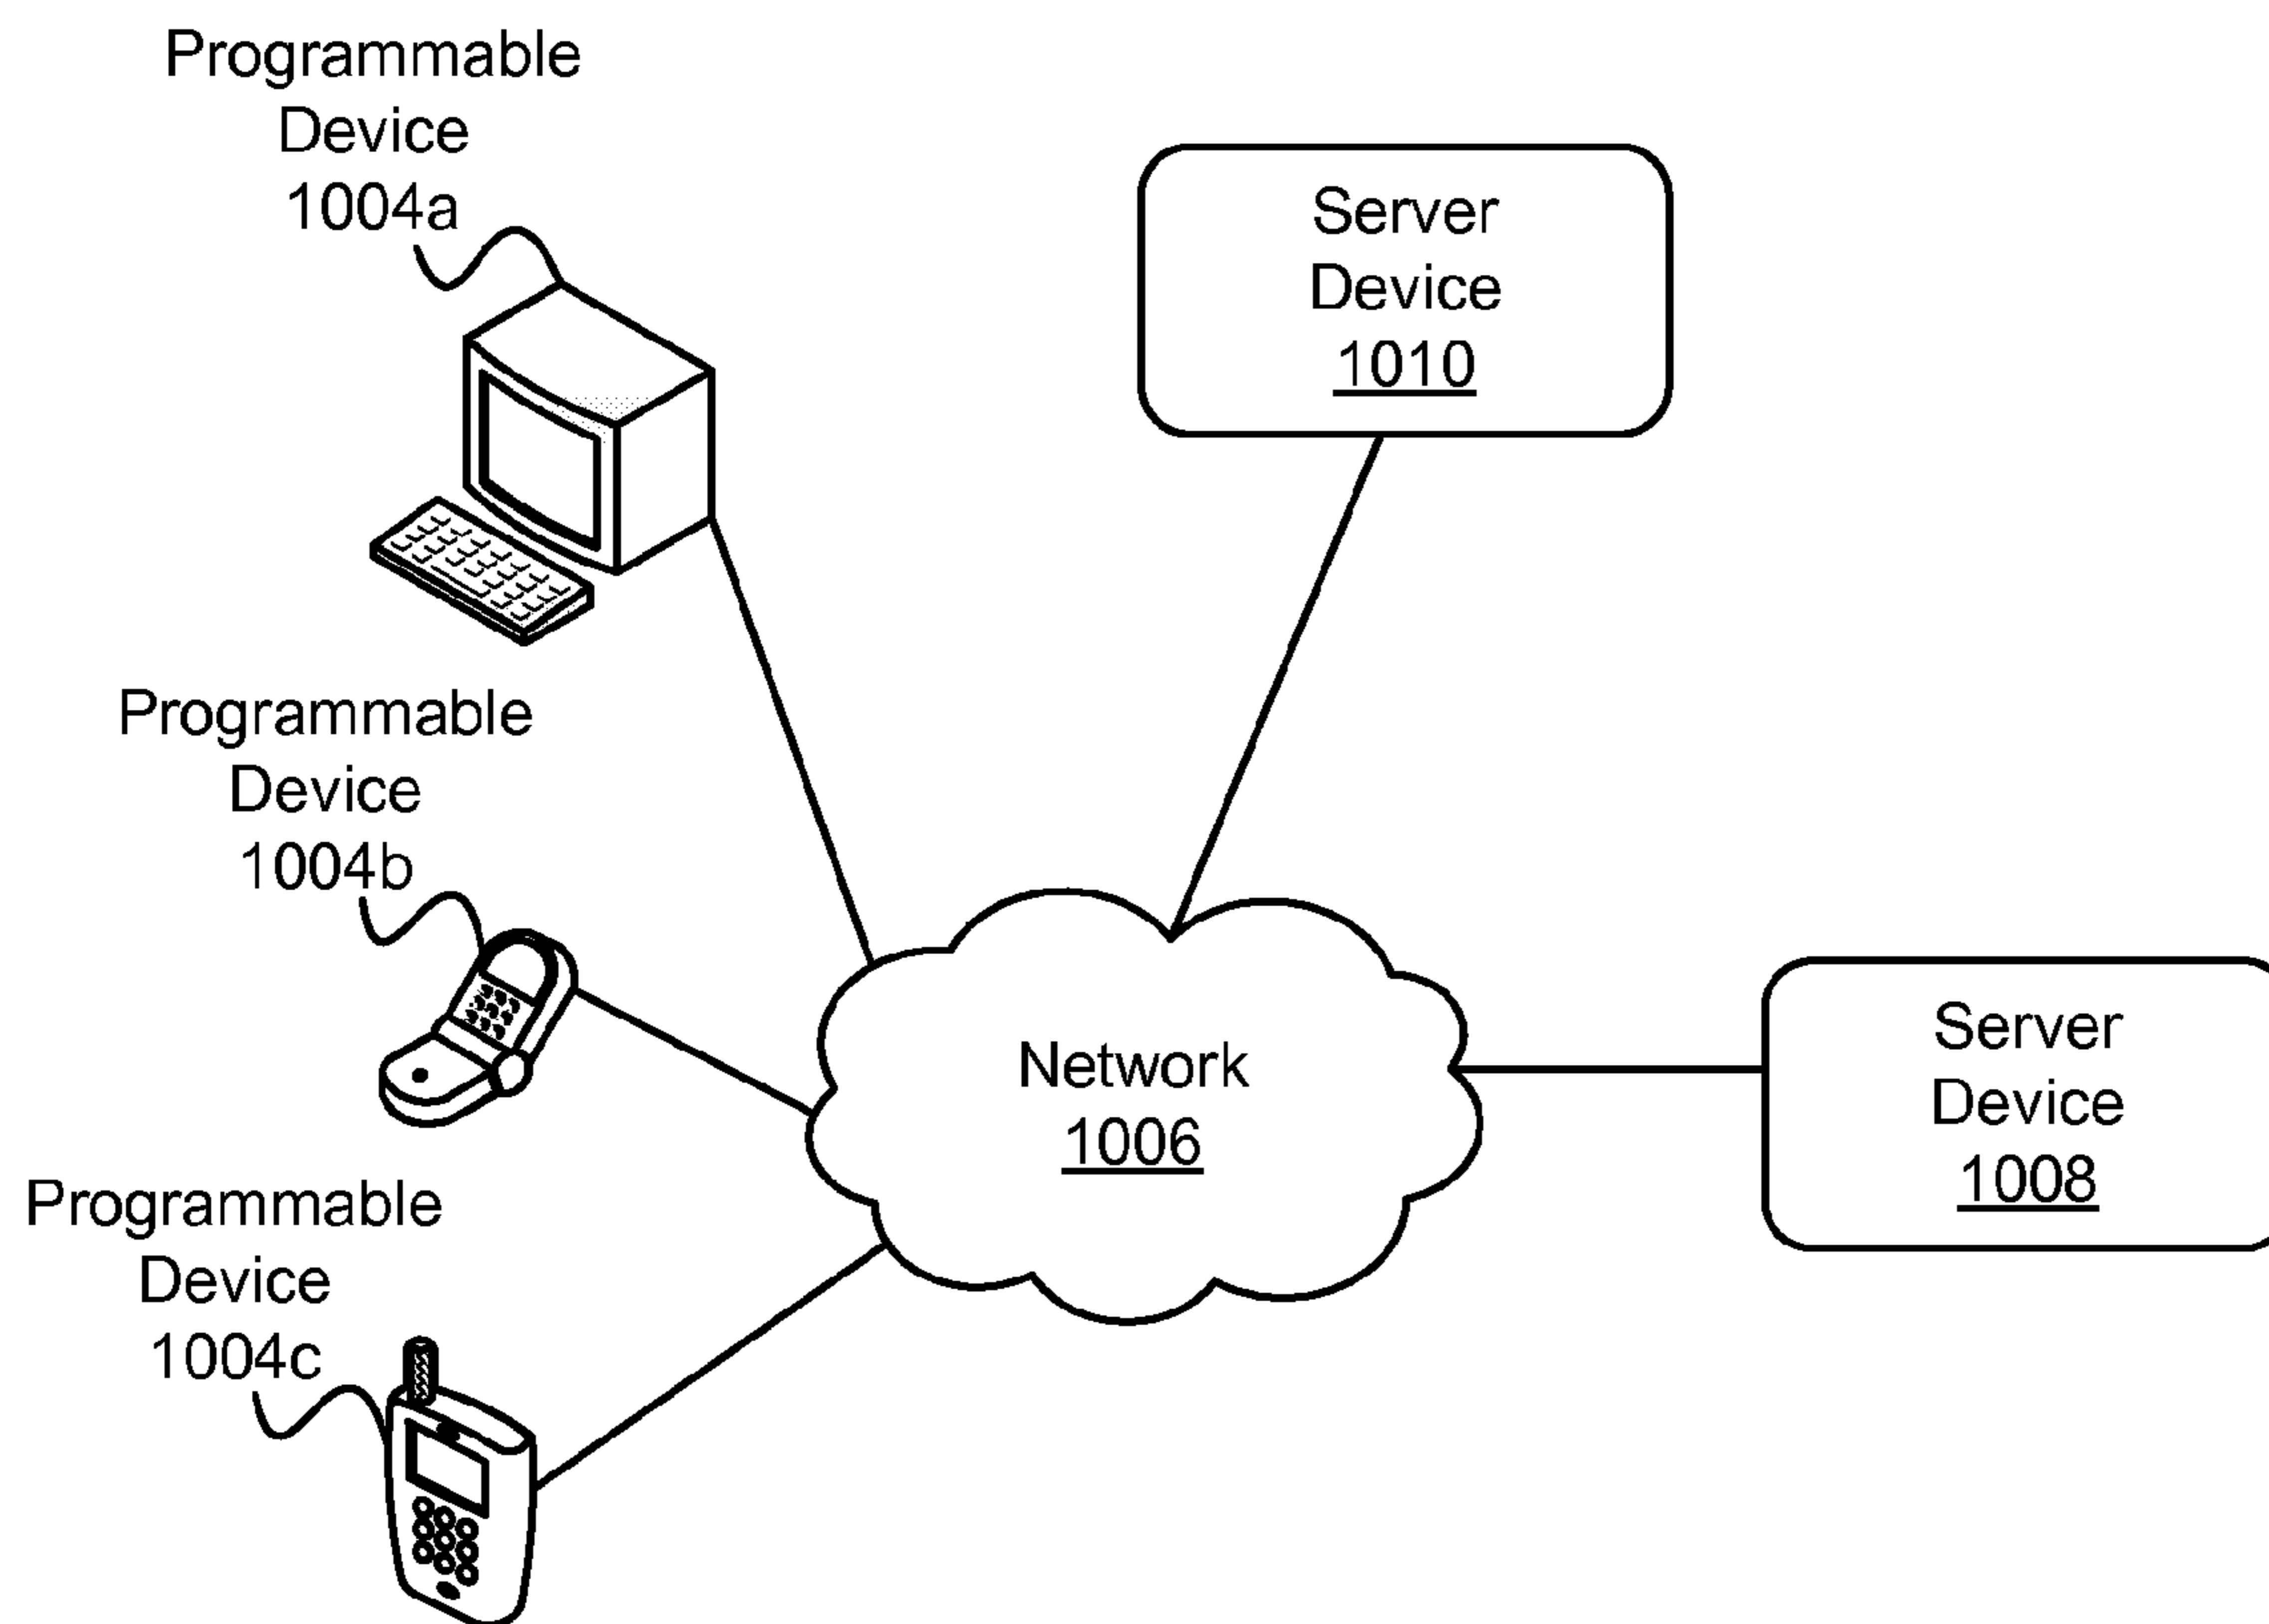 Programmable
Device
1004a
Server
Device
1010
Programmable
Device
1004b
Network
1006
Server
Device
1008
Programmable
Device
1004c